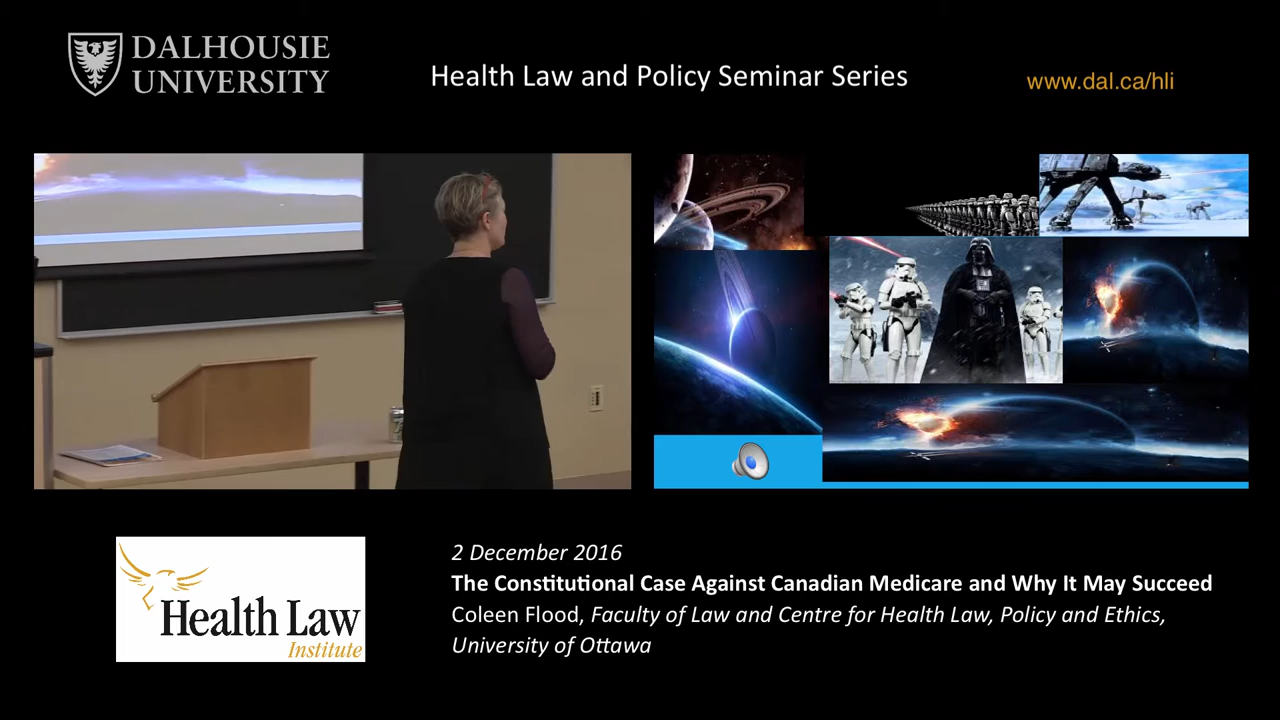 DALHOUSIE
UNIVERSITY
Health Law and Policy Seminar Series
www.dal.ca/hli
Health Law
Institute
2 December 2016
The Constitutional Case Against Canadian Medicare and Why It May Succeed
Coleen Flood, Faculty of Law and Centre for Health Law, Policy and Ethics,
University of Ottawa